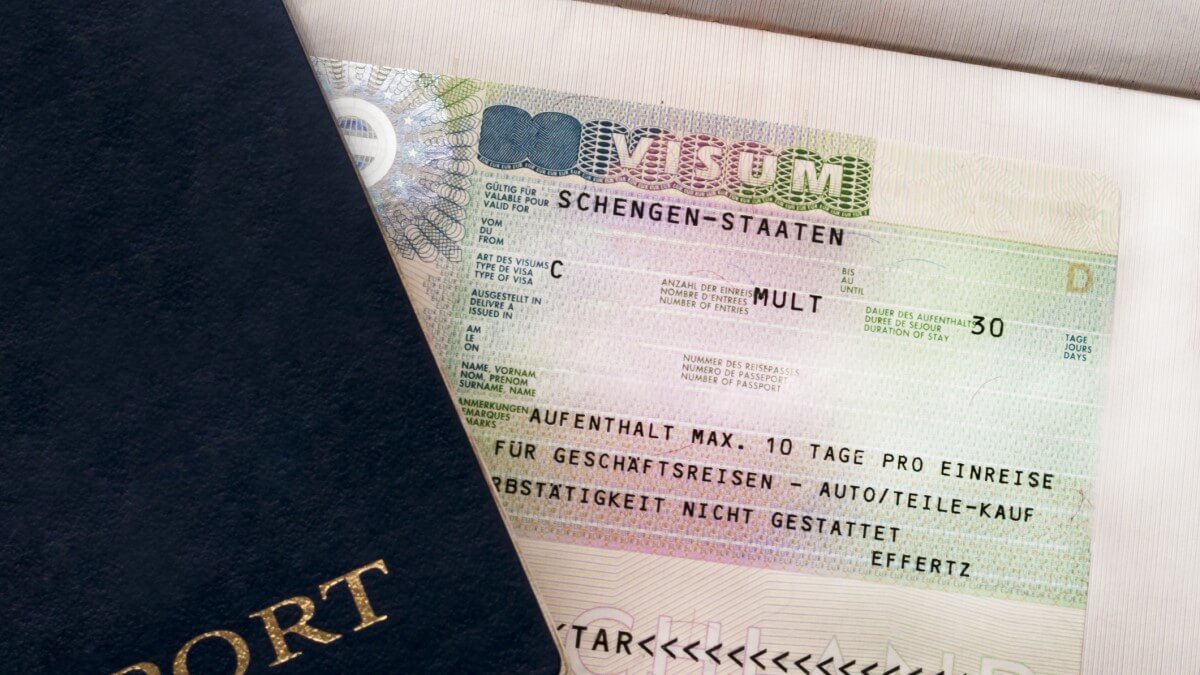 VISUM
GÜLTIG FÜR
VALABLE POUR
VALID FOR
SCHENGEN-STAATEN
VOM
DU
FROM
BIS
AU
UNTIL
D
ART DES VISUMS
TYPE DE VISA
TYPE OF VISA
C
ANZAHL DER EINREIS
NOMBRE D'ENTREES
NUMBER OF ENTRIES
MULT
DAUER DES AUFENTHALTS
DUREE DE SEJOUR
DURATION OF STAY
30
TAGE
JOURS
DAYS
AUSGESTELLT IN
DELIVRE A
ISSUED IN
AM
LE
ON
NUMMER DES REISEPASSES
NUMERO DE PASSEPORT
NUMBER OF PASSPORT
NAME, VORNAM
NOM, PRENOM
SURNAME, NAME
ANMERKUNGEN
EMARQUES
MARKS
AUFENTHALT MAX. 10 TAGE PRO EINREISE
FÜR GESCHÄFTSREISEN - AUTO/TEILE-KAUF
RBSTÄTIGKEIT NICHT GESTATTET
EFFERTZ
TAR<<<<<<<<<<<<<<<
PORT